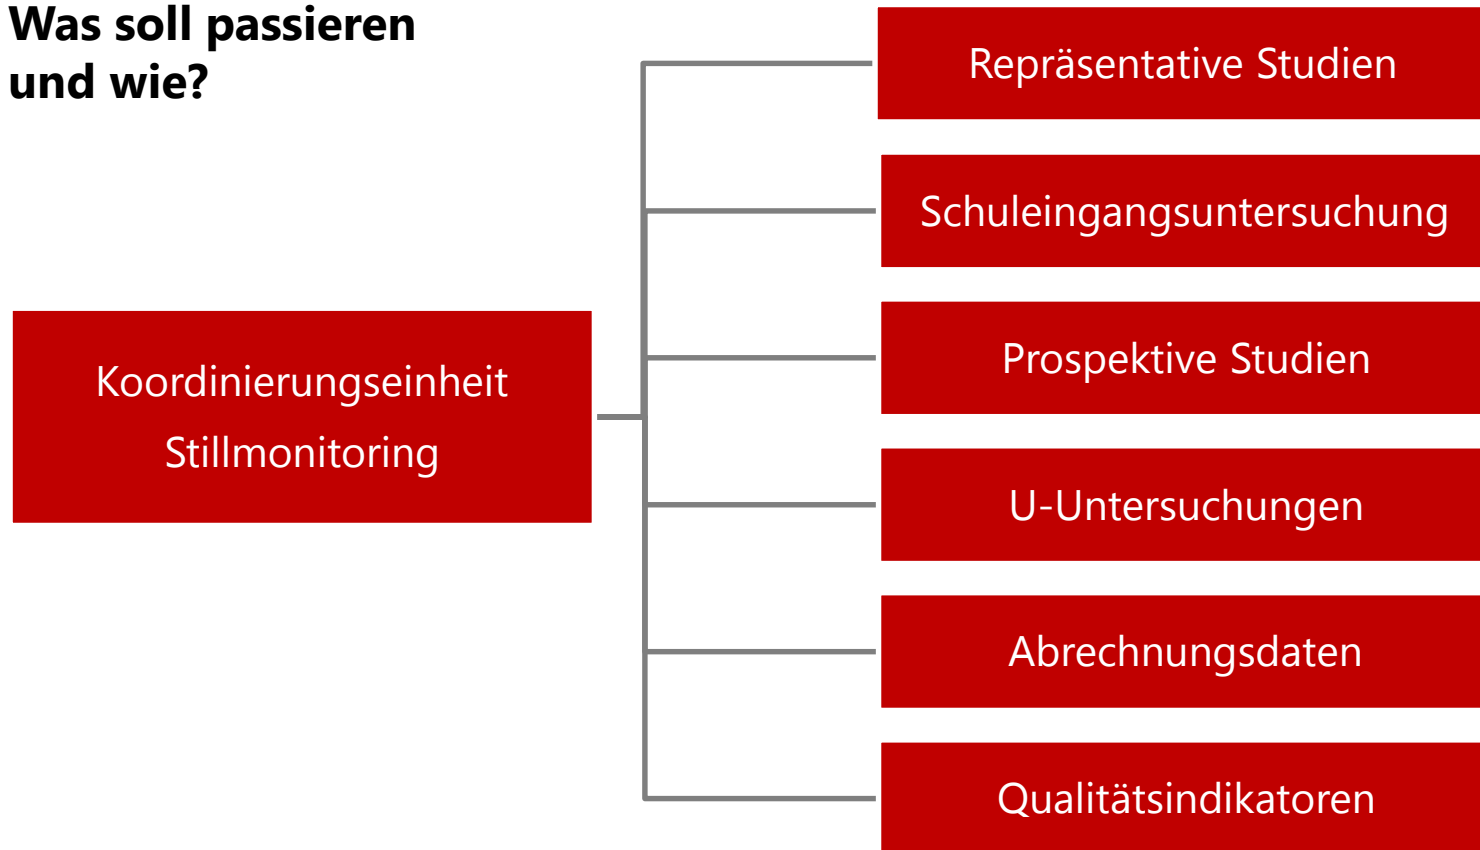 Was soll passieren
und wie?
Repräsentative Studien
Schuleingangsuntersuchung
Prospektive Studien
Koordinierungseinheit
Stillmonitoring
U-Untersuchungen
Abrechnungsdaten
Qualitätsindikatoren